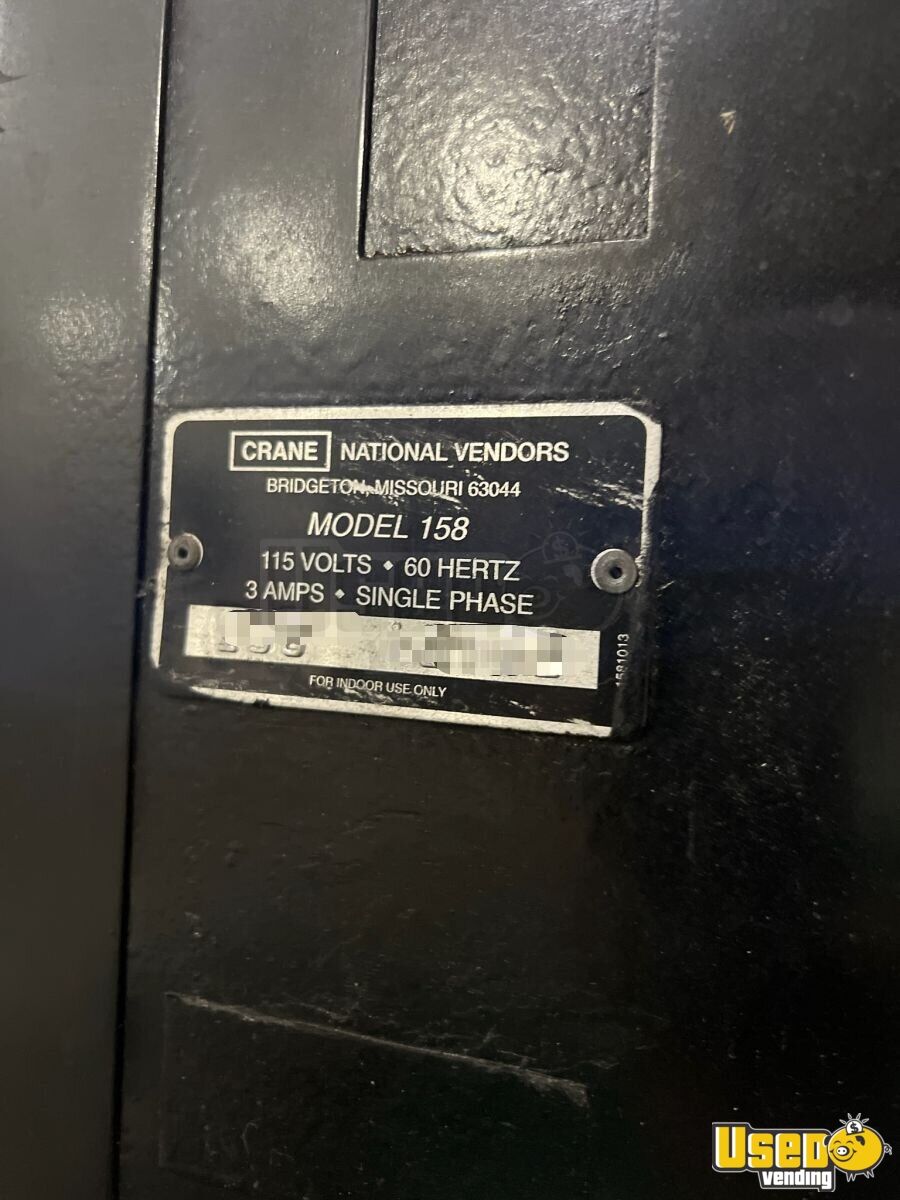 CRANE NATIONAL VENDORS
BRIDGETON, MISSOURI 63044
MODEL 158
115 VOLTS • 60 HERTZ
3 AMPS • SINGLE PHASE
FOR INDOOR USE ONLY
1581013
USED
vending